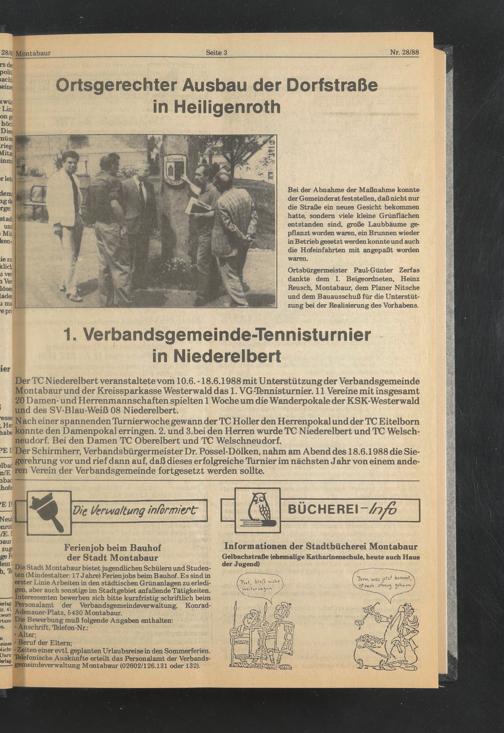 Montabaur
Seite 3
Nr. 28/88
Ortsgerechter Ausbau der Dorfstraße
in Heiligenroth
Bei der Abnahme der Maßnahme konnte
der Gemeinderat feststellen, daß nicht nur
die Straße ein neues Gesicht bekommen
hatte, sondern viele kleine Grünflächen
entstanden sind, große Laubbäume ge-
pflanzt worden waren, ein Brunnen wieder
in Betrieb gesetzt werden konnte und auch
die Hofeinfahrten mit angepaßt worden
waren.
Ortsbürgermeister Paul-Günter Zerfas
dankte dem I. Beigeordneten, Heinz
Reusch, Montabaur, dem Planer Nitsche
und dem Bauausschuß für die Unterstüt-
zung bei der Realisierung des Vorhabens.
1. Verbandsgemeinde-Tennisturnier
in Niederelbert
Der TC Niederelbert veranstaltete vom 10.6. - 18.6.1988 mit Unterstützung der Verbandsgemeinde
Montabaur und der Kreissparkasse Westerwald das 1. VG-Tennisturnier. 11 Vereine mit insgesamt
20 Damen- und Herrenmannschaften spielten 1 Woche um die Wanderpokale der KSK-Westerwald
und des SV-Blau-Weiß 08 Niederelbert.
Nach einer spannenden Turnierwoche gewann der TC Holler den Herrenpokal und der TC Eitelborn
konnte den Damenpokal erringen. 2. und 3. bei den Herren wurde TC Niederelbert und TC Welsch-
neudorf. Bei den Damen TC Oberelbert und TC Welschneudorf.
Der Schirmherr, Verbandsbürgermeister Dr. Possel-Dölken, nahm am Abend des 18.6.1988 die Sie-
gerehrung vor und rief dann auf, daß dieses erfolgreiche Turnier im nächsten Jahr von einem ande-
ren Verein der Verbandsgemeinde fortgesetzt werden sollte.
Die Verwaltung informiert
Ferienjob beim Bauhof
der Stadt Montabaur
Die Stadt Montabaur bietet jugendlichen Schülern und Studen-
ten (Mindestalter: 17 Jahre) Ferienjobs beim Bauhof. Es sind in
erster Linie Arbeiten in den städtischen Grünanlagen zu erledi-
gen, aber auch sonstige im Stadtgebiet anfallende Tätigkeiten.
Interessenten bewerben sich bitte kurzfristig schriftlich beim
Personalamt der Verbandsgemeindeverwaltung, Konrad-
Adenauer-Platz, 5430 Montabaur.
Die Bewerbung muß folgende Angaben enthalten:
- Anschrift, Telefon-Nr.;
- Alter;
- Beruf der Eltern;
- Zeiten einer evtl. geplanten Urlaubsreise in den Sommerferien.
Telefonische Auskünfte erteilt das Personalamt der Verbands-
gemeindeverwaltung Montabaur (02602/126.131 oder 132).
BÜCHEREI-Info
Informationen der Stadtbücherei Montabaur
Gelbachstraße (ehemalige Katharinenschule, heute auch Haus
der Jugend)